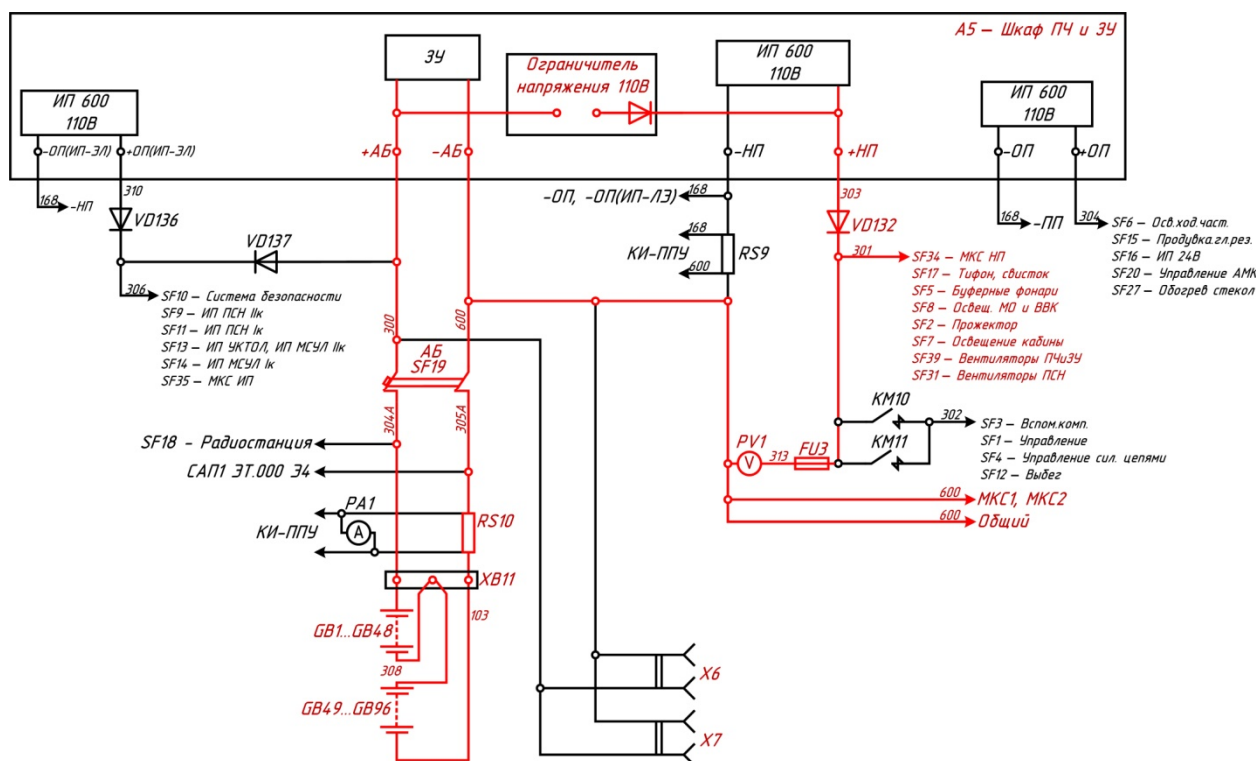 А5 – Шкаф ПЧ и ЗУ
ЗУ
Ограничитель
напряжения 110В
ИП 600
110В
ИП 600
110В
ИП 600
110В
-ОП(ИП-ЭЛ)
+ОП(ИП-ЭЛ)
+АБ
-АБ
-НП
+НП
-ОП
+ОП
168
-НП
310
VD136
VD137
-ОП, -ОП(ИП-ЛЭ)
168
303
VD132
168
-ПП
304
SF6 – Осв.ход.част.
SF15 – Продувка.гл.рез.
SF16 – ИП 24В
SF20 – Управление АМК
SF27 – Обогрев стекол
168
КИ-ППУ
600
RS9
301
SF34 – МКС НП
SF17 – Тифон, свисток
SF5 – Буферные фонари
SF8 – Освещ. МО и ВВК
SF2 – Прожектор
SF7 – Освещение кабины
SF39 – Вентиляторы ПЧиЗУ
SF31 – Вентиляторы ПСН
306
SF10 – Система безопасности
SF9 – ИП ПСН IIк
SF11 – ИП ПСН Iк
SF13 – ИП УКТОЛ, ИП МСУЛ IIк
SF14 – ИП МСУЛ Iк
SF35 – МКС ИП
300
600
АБ
SF19
304А
305А
SF18 - Радиостанция
САП1 ЭТ.000 Э4
КМ10
КМ11
302
SF3 – Вспом.комп.
SF1 – Управление
SF4 – Управление сил. цепями
SF12 – Выбег
PV1
V
313
FU3
600
МКС1, МКС2
600
Общий
РА1
А
КИ-ППУ
RS10
ХВ11
103
GB1...GB48
308
GB49...GB96
Х6
Х7